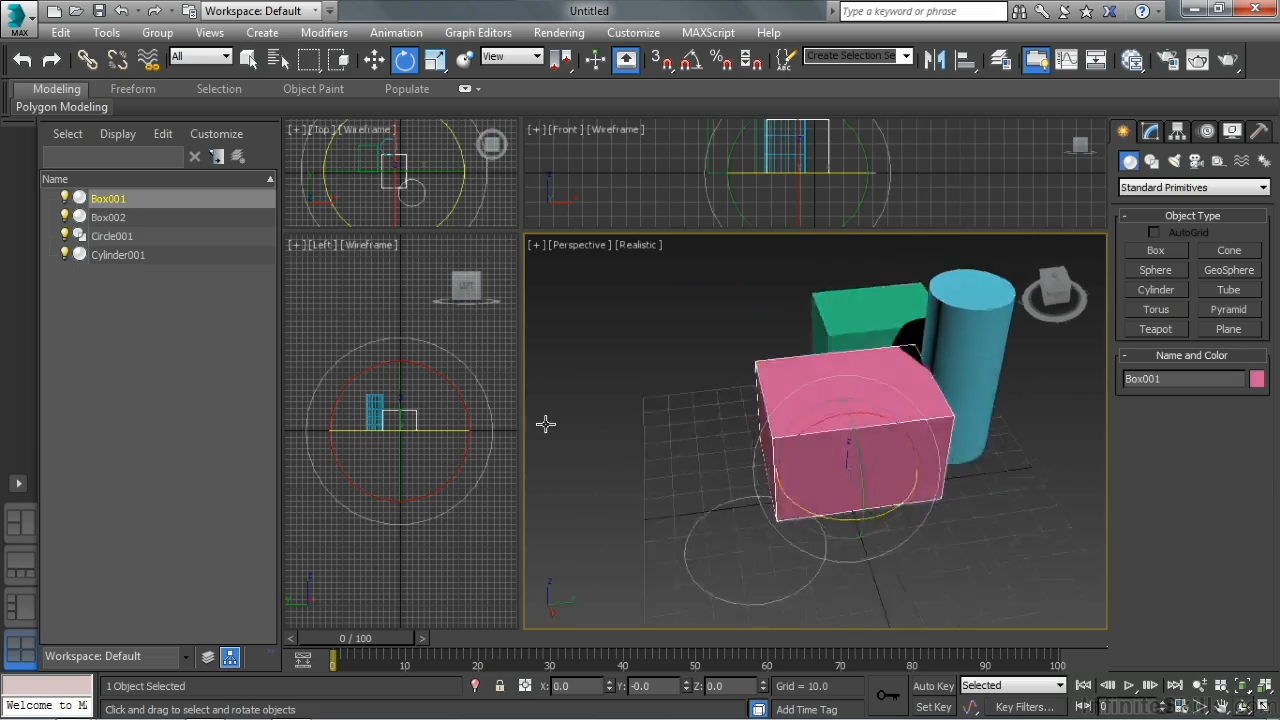 MAX
Workspace: Default
Untitled
Type a keyword or phrase
Edit Tools Group Views Create Modifiers Animation Graph Editors Rendering Customize MAXScript Help
All View Create Selection Se
Modeling Freeform Selection Object Paint Populate
Polygon Modeling
Select Display Edit Customize
Name
Box001
Box002
Circle001
Cylinder001
[+] [Top] [Wireframe]
[+] [Front] [Wireframe]
[+] [Left] [Wireframe]
LEFT
[+] [Perspective] [Realistic]
Standard Primitives
- Object Type
AutoGrid
Box Cone
Sphere GeoSphere
Cylinder Tube
Torus Pyramid
Teapot Plane
- Name and Color
Box001
< 0 / 100 >
Workspace: Default
0 10 20 30 40 50 60 70 80 90 100
1 Object Selected X: 0.0 Y: -0.0 Z: 0.0 Grid = 10.0 Auto Key Selected
Welcome to M Click and drag to select and rotate objects Add Time Tag Set Key Key Filters... 0